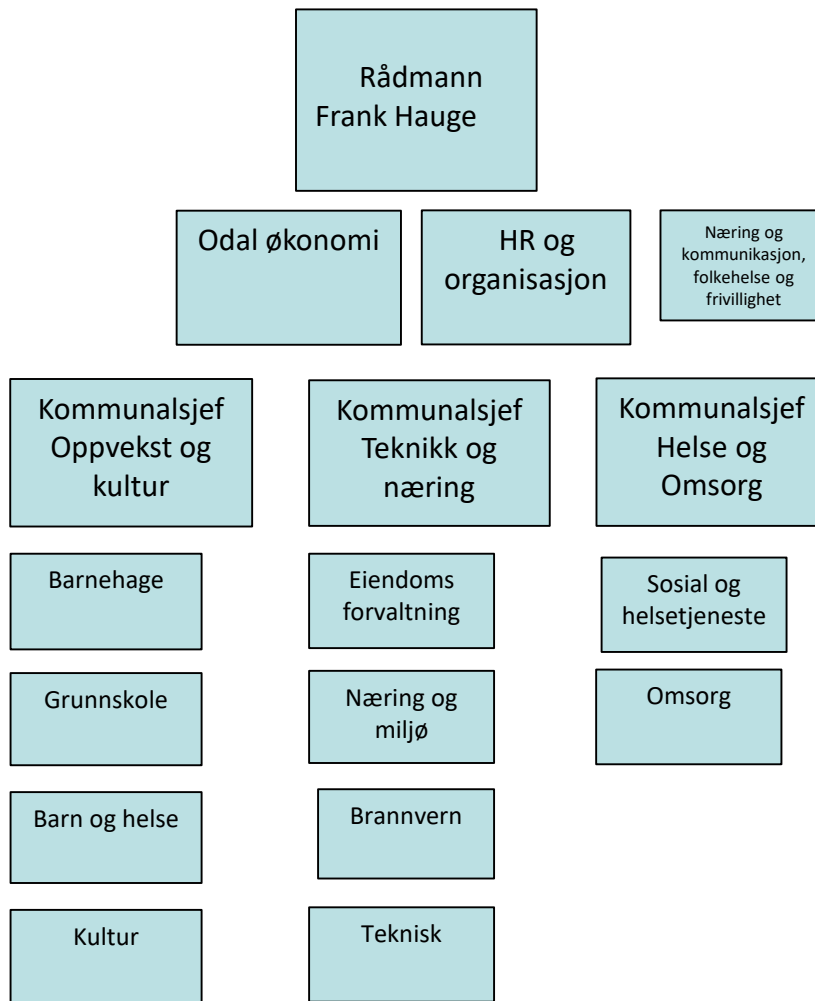 Rådmann
Frank Hauge
Odal økonomi
HR og
organisasjon
Næring og
kommunikasjon,
folkehelse og
frivillighet
Kommunalsjef
Oppvekst og
kultur
Kommunalsjef
Teknikk og
næring
Kommunalsjef
Helse og
Omsorg
Barnehage
Eiendoms
forvaltning
Sosial og
helsetjeneste
Grunnskole
Næring og
miljø
Omsorg
Barn og helse
Brannvern
Kultur
Teknisk